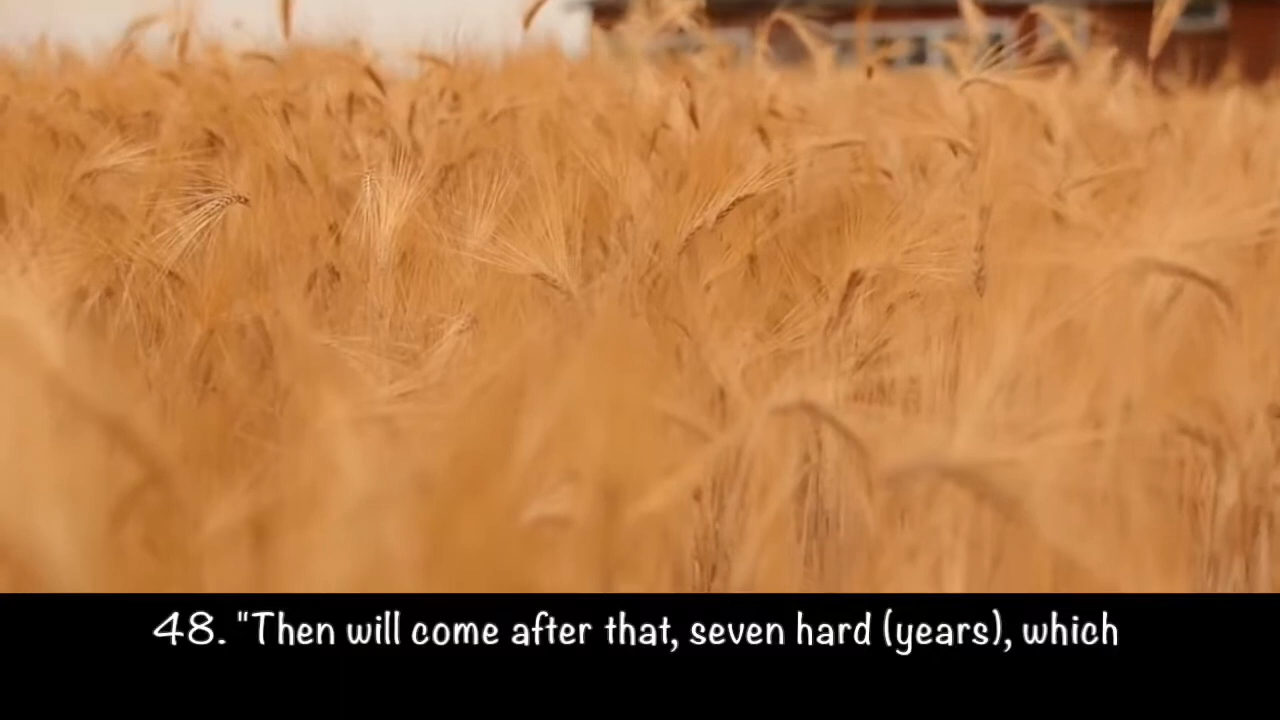 48. "Then will come after that, seven hard (years), which